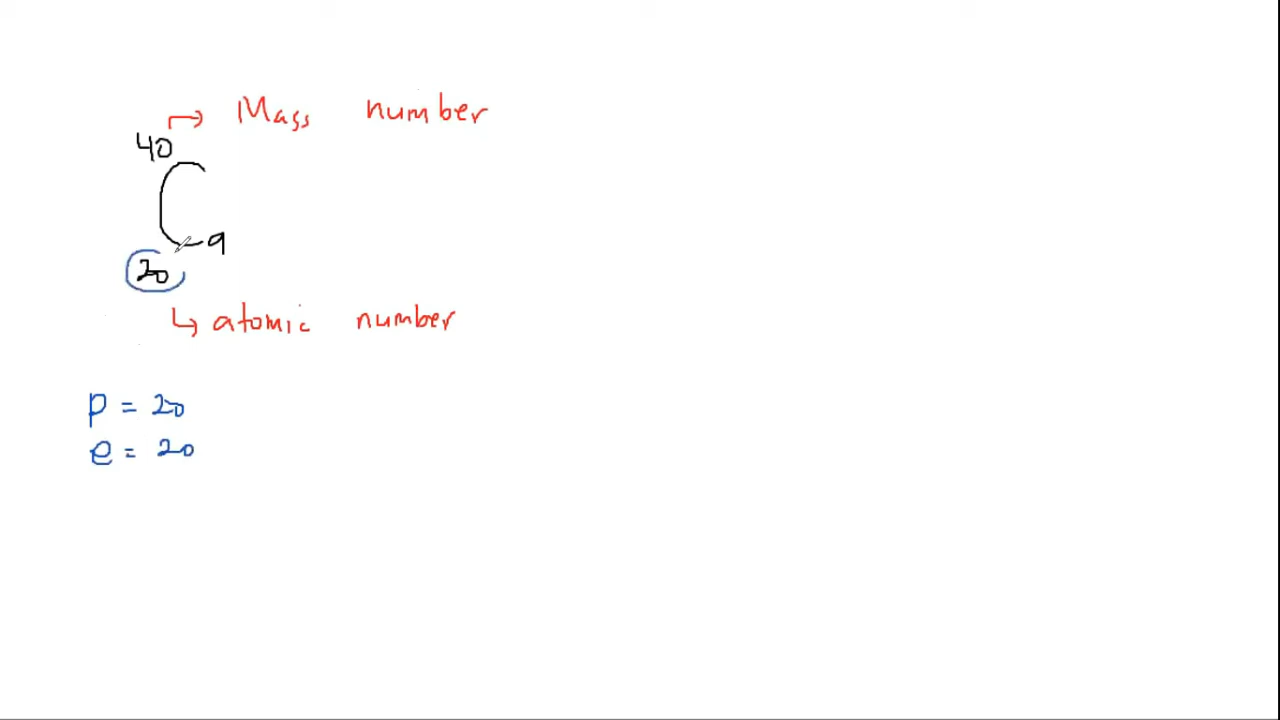 Mass number
40
Ca
20
atomic number
P = 20
e = 20